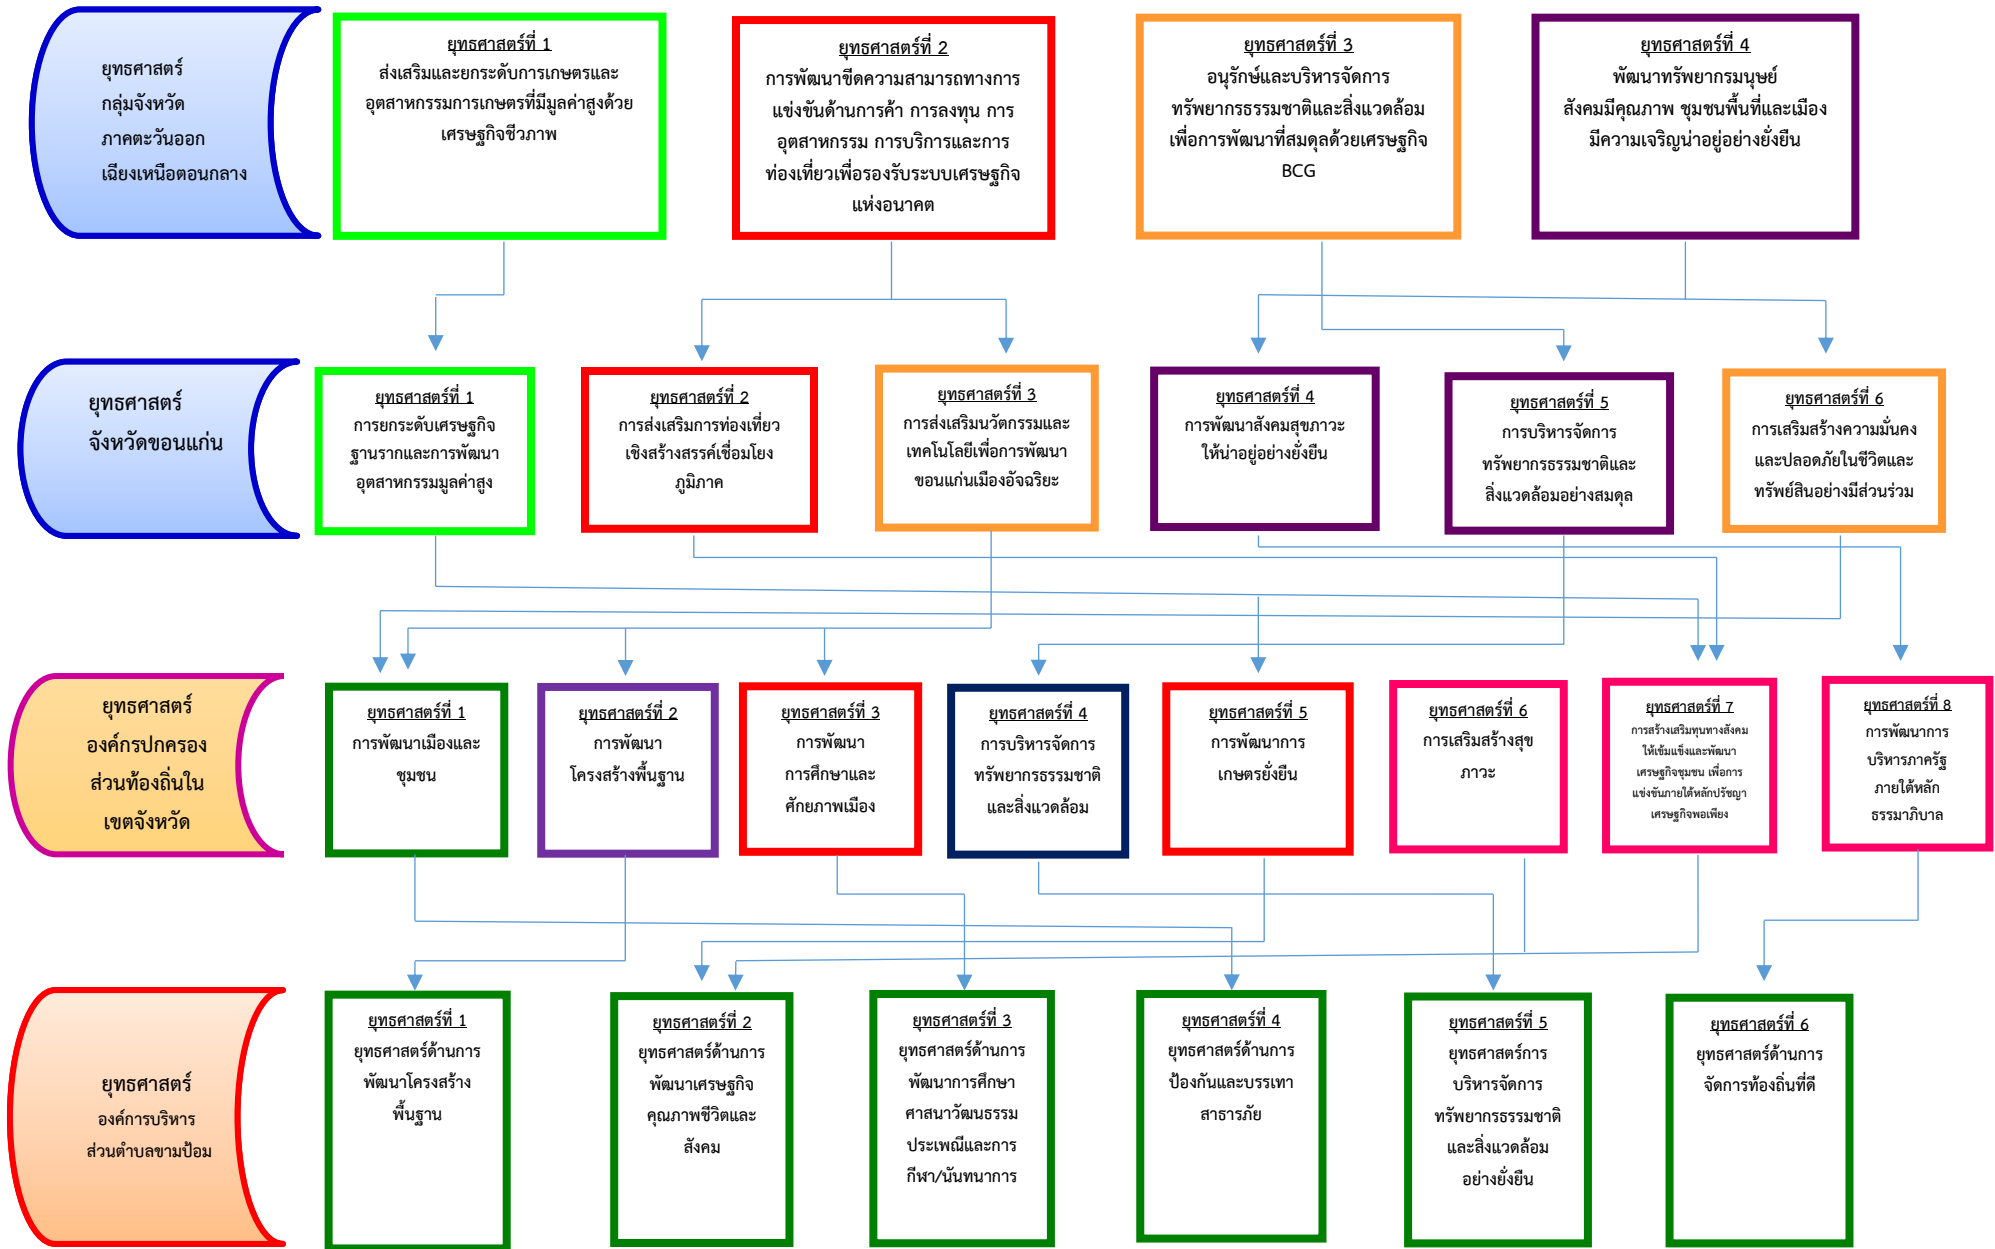 ยุทธศาสตร์
กลุ่มจังหวัด
ภาคตะวันออก
เฉียงเหนือตอนกลาง
ยุทธศาสตร์ที่ 1
ส่งเสริมและยกระดับการเกษตรและ
อุตสาหกรรมการเกษตรที่มีมูลค่าสูงด้วย
เศรษฐกิจชีวภาพ
ยุทธศาสตร์ที่ 2
การพัฒนาขีดความสามารถทางการ
แข่งขันด้านการค้า การลงทุน การ
อุตสาหกรรม การบริการและการ
ท่องเที่ยวเพื่อรองรับระบบเศรษฐกิจ
แห่งอนาคต
ยุทธศาสตร์ที่ 3
อนุรักษ์และบริหารจัดการ
ทรัพยากรธรรมชาติและสิ่งแวดล้อม
เพื่อการพัฒนาที่สมดุลด้วยเศรษฐกิจ
BCG
ยุทธศาสตร์ที่ 4
พัฒนาทรัพยากรมนุษย์
สังคมมีคุณภาพ ชุมชนพื้นที่และเมือง
มีความเจริญน่าอยู่อย่างยั่งยืน
ยุทธศาสตร์
จังหวัดขอนแก่น
ยุทธศาสตร์ที่ 1
การยกระดับเศรษฐกิจ
ฐานรากและการพัฒนา
อุตสาหกรรมมูลค่าสูง
ยุทธศาสตร์ที่ 2
การส่งเสริมการท่องเที่ยว
เชิงสร้างสรรค์เชื่อมโยง
ภูมิภาค
ยุทธศาสตร์ที่ 3
การส่งเสริมนวัตกรรมและ
เทคโนโลยีเพื่อการพัฒนา
ขอนแก่นเมืองอัจฉริยะ
ยุทธศาสตร์ที่ 4
การพัฒนาสังคมสุขภาวะ
ให้น่าอยู่อย่างยั่งยืน
ยุทธศาสตร์ที่ 5
การบริหารจัดการ
ทรัพยากรธรรมชาติและ
สิ่งแวดล้อมอย่างสมดุล
ยุทธศาสตร์ที่ 6
การเสริมสร้างความมั่นคง
และปลอดภัยในชีวิตและ
ทรัพย์สินอย่างมีส่วนร่วม
ยุทธศาสตร์
องค์กรปกครอง
ส่วนท้องถิ่นใน
เขตจังหวัด
ยุทธศาสตร์ที่ 1
การพัฒนาเมืองและ
ชุมชน
ยุทธศาสตร์ที่ 2
การพัฒนา
โครงสร้างพื้นฐาน
ยุทธศาสตร์ที่ 3
การพัฒนา
การศึกษาและ
ศักยภาพเมือง
ยุทธศาสตร์ที่ 4
การบริหารจัดการ
ทรัพยากรธรรมชาติ
และสิ่งแวดล้อม
ยุทธศาสตร์ที่ 5
การพัฒนาการ
เกษตรยั่งยืน
ยุทธศาสตร์ที่ 6
การเสริมสร้างสุข
ภาวะ
ยุทธศาสตร์ที่ 7
การสร้างเสริมทุนทางสังคม
ให้เข้มแข็งและพัฒนา
เศรษฐกิจชุมชน เพื่อการ
แข่งขันภายใต้หลักปรัชญา
เศรษฐกิจพอเพียง
ยุทธศาสตร์ที่ 8
การพัฒนาการ
บริหารภาครัฐ
ภายใต้หลัก
ธรรมาภิบาล
ยุทธศาสตร์
องค์การบริหาร
ส่วนตำบลขามป้อม
ยุทธศาสตร์ที่ 1
ยุทธศาสตร์ด้านการ
พัฒนาโครงสร้าง
พื้นฐาน
ยุทธศาสตร์ที่ 2
ยุทธศาสตร์ด้านการ
พัฒนาเศรษฐกิจ
คุณภาพชีวิตและ
สังคม
ยุทธศาสตร์ที่ 3
ยุทธศาสตร์ด้านการ
พัฒนาการศึกษา
ศาสนาวัฒนธรรม
ประเพณีและการ
กีฬา/นันทนาการ
ยุทธศาสตร์ที่ 4
ยุทธศาสตร์ด้านการ
ป้องกันและบรรเทา
สาธารภัย
ยุทธศาสตร์ที่ 5
ยุทธศาสตร์การ
บริหารจัดการ
ทรัพยากรธรรมชาติ
และสิ่งแวดล้อม
อย่างยั่งยืน
ยุทธศาสตร์ที่ 6
ยุทธศาสตร์ด้านการ
จัดการท้องถิ่นที่ดี